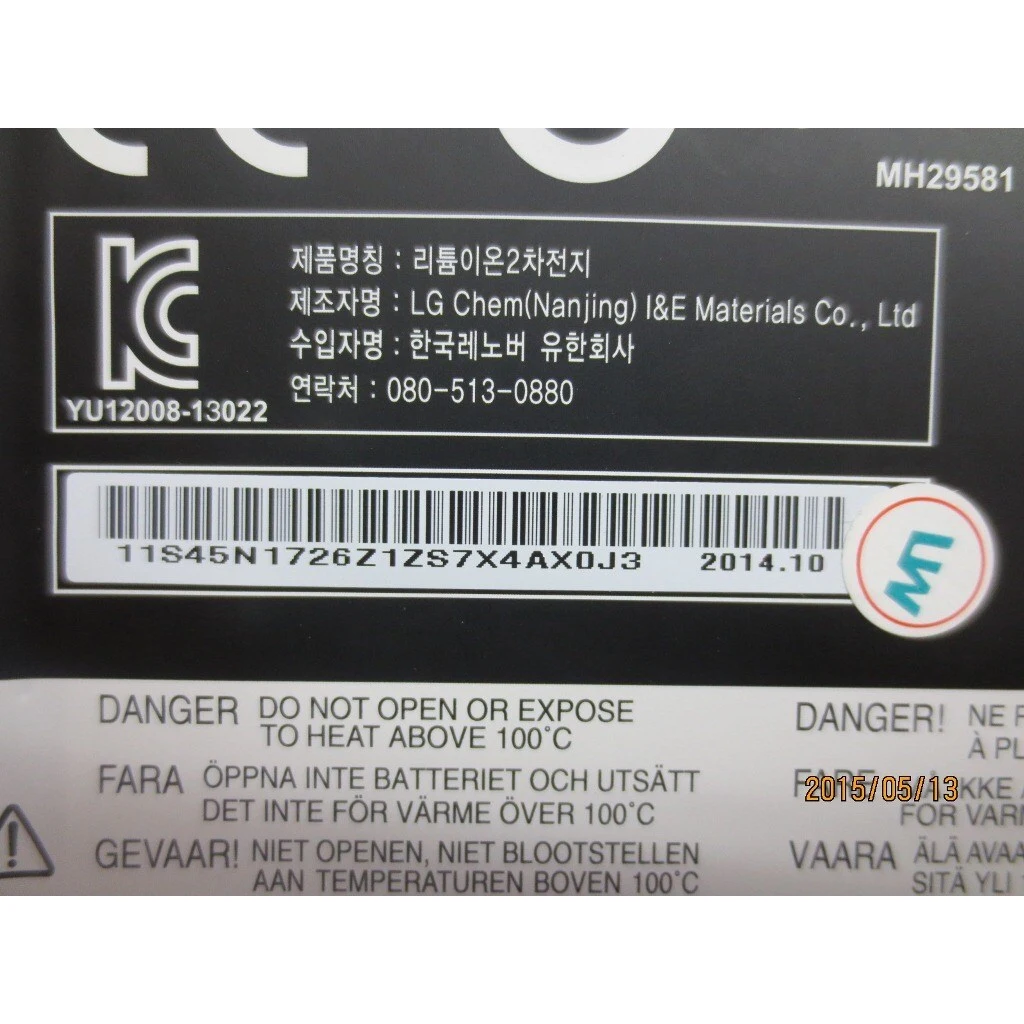 MH29581
제품명칭 : 리튬이온2차전지
제조자명 : LG Chem(Nanjing) I&E Materials Co., Ltd
수입자명 : 한국레노버 유한회사
연락처 : 080-513-0880
YU12008-13022
11S45N1726Z1ZS7X4AX0J3 2014.10
DANGER DO NOT OPEN OR EXPOSE
TO HEAT ABOVE 100°C
FARA ÖPPNA INTE BATTERIET OCH UTSÄTT
DET INTE FÖR VÄRME ÖVER 100°C
GEVAAR! NIET OPENEN, NIET BLOOTSTELLEN
AAN TEMPERATUREN BOVEN 100°C
DANGER! NE
À
2015/05/13
VAARA ÄLÄ
SITÄ YLI